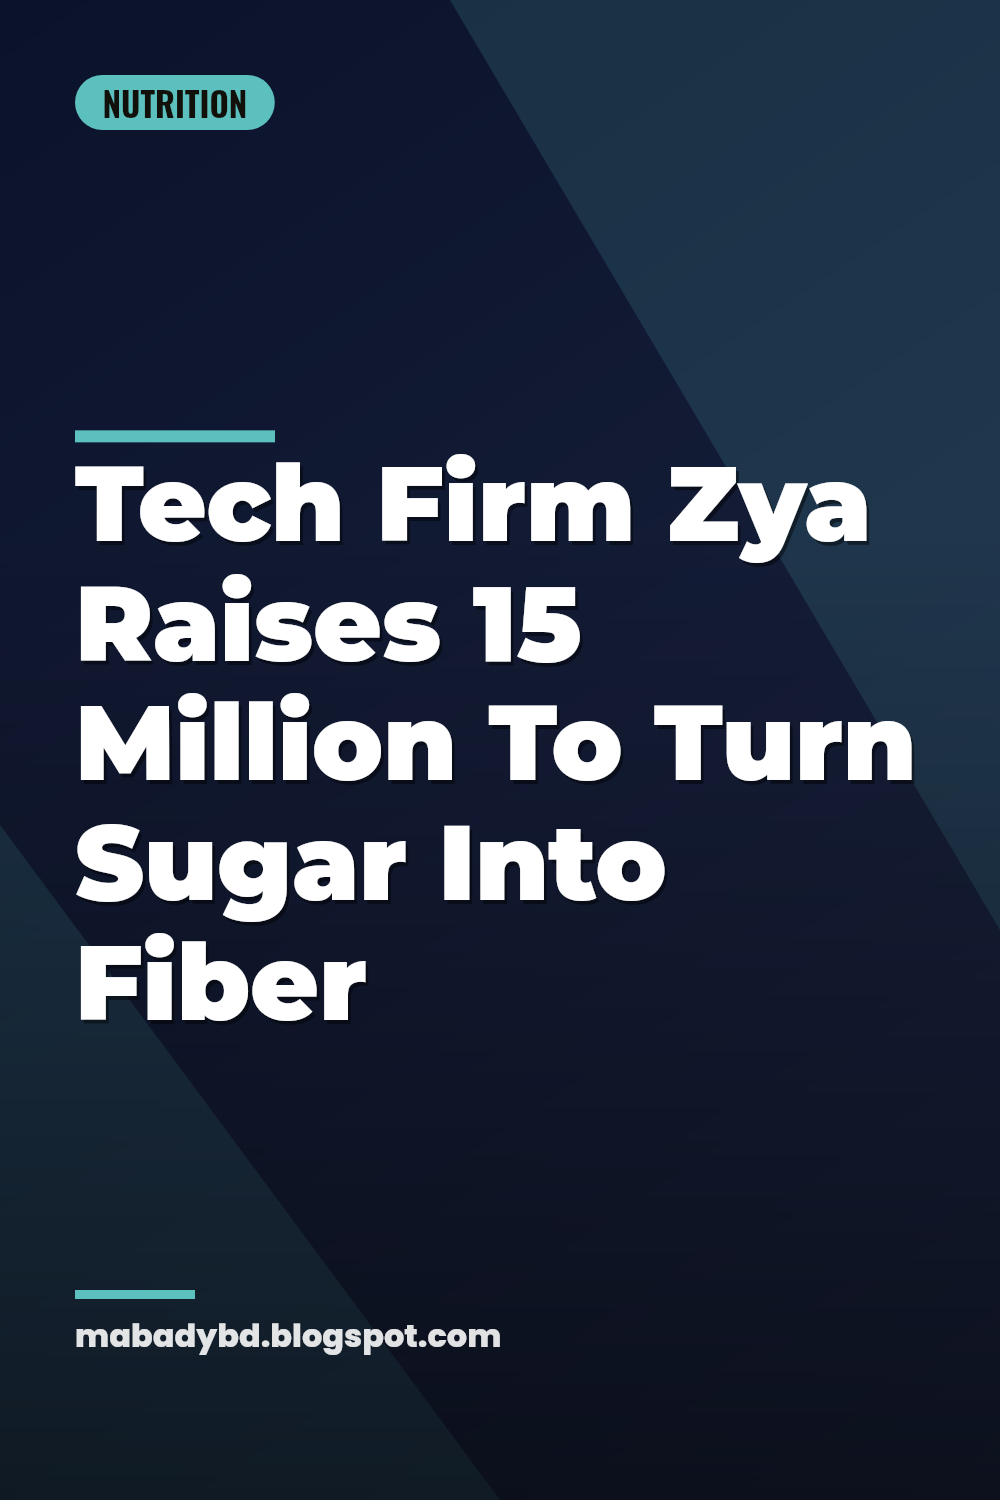 NUTRITION
Tech Firm Zya
Raises 15
Million To Turn
Sugar Into
Fiber
mabadybd.blogspot.com